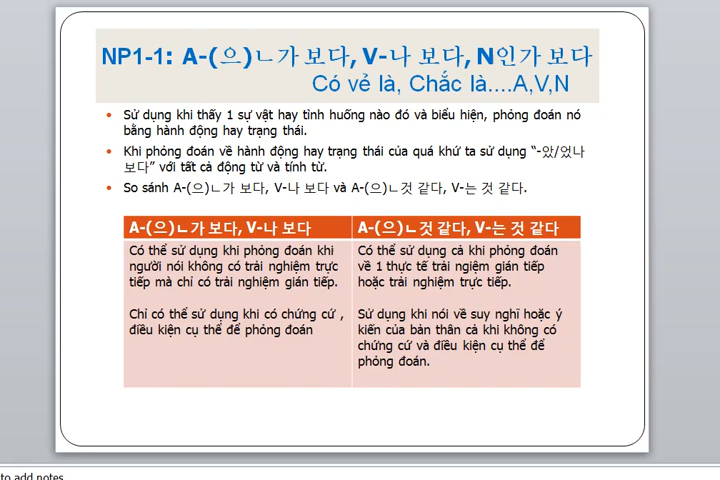 NP1-1: A-(으)ㄴ가 보다, V-나 보다, N인가 보다
Có vẻ là, Chắc là....A,V,N
• Sử dụng khi thấy 1 sự vật hay tình huống nào đó và biểu hiện, phỏng đoán nó
bằng hành động hay trạng thái.
• Khi phỏng đoán về hành động hay trạng thái của quá khứ ta sử dụng "-았/었나
보다" với tất cả động từ và tính từ.
• So sánh A-(으)ㄴ가 보다, V-나 보다 và A-(으)ㄴ것 같다, V-는 것 같다.
A-(으)ㄴ가 보다, V-나 보다
Có thể sử dụng khi phỏng đoán khi
người nói không có trải nghiệm trực
tiếp mà chỉ có trải nghiệm gián tiếp.
Chỉ có thể sử dụng khi có chứng cứ ,
điều kiện cụ thể để phỏng đoán
A-(으)ㄴ것 같다, V-는 것 같다
Có thể sử dụng cả khi phỏng đoán
về 1 thực tế trải ngiệm gián tiếp
hoặc trải nghiệm trực tiếp.
Sử dụng khi nói về suy nghĩ hoặc ý
kiến của bản thân cả khi không có
chứng cứ và điều kiện cụ thể để
phỏng đoán.
to add notes